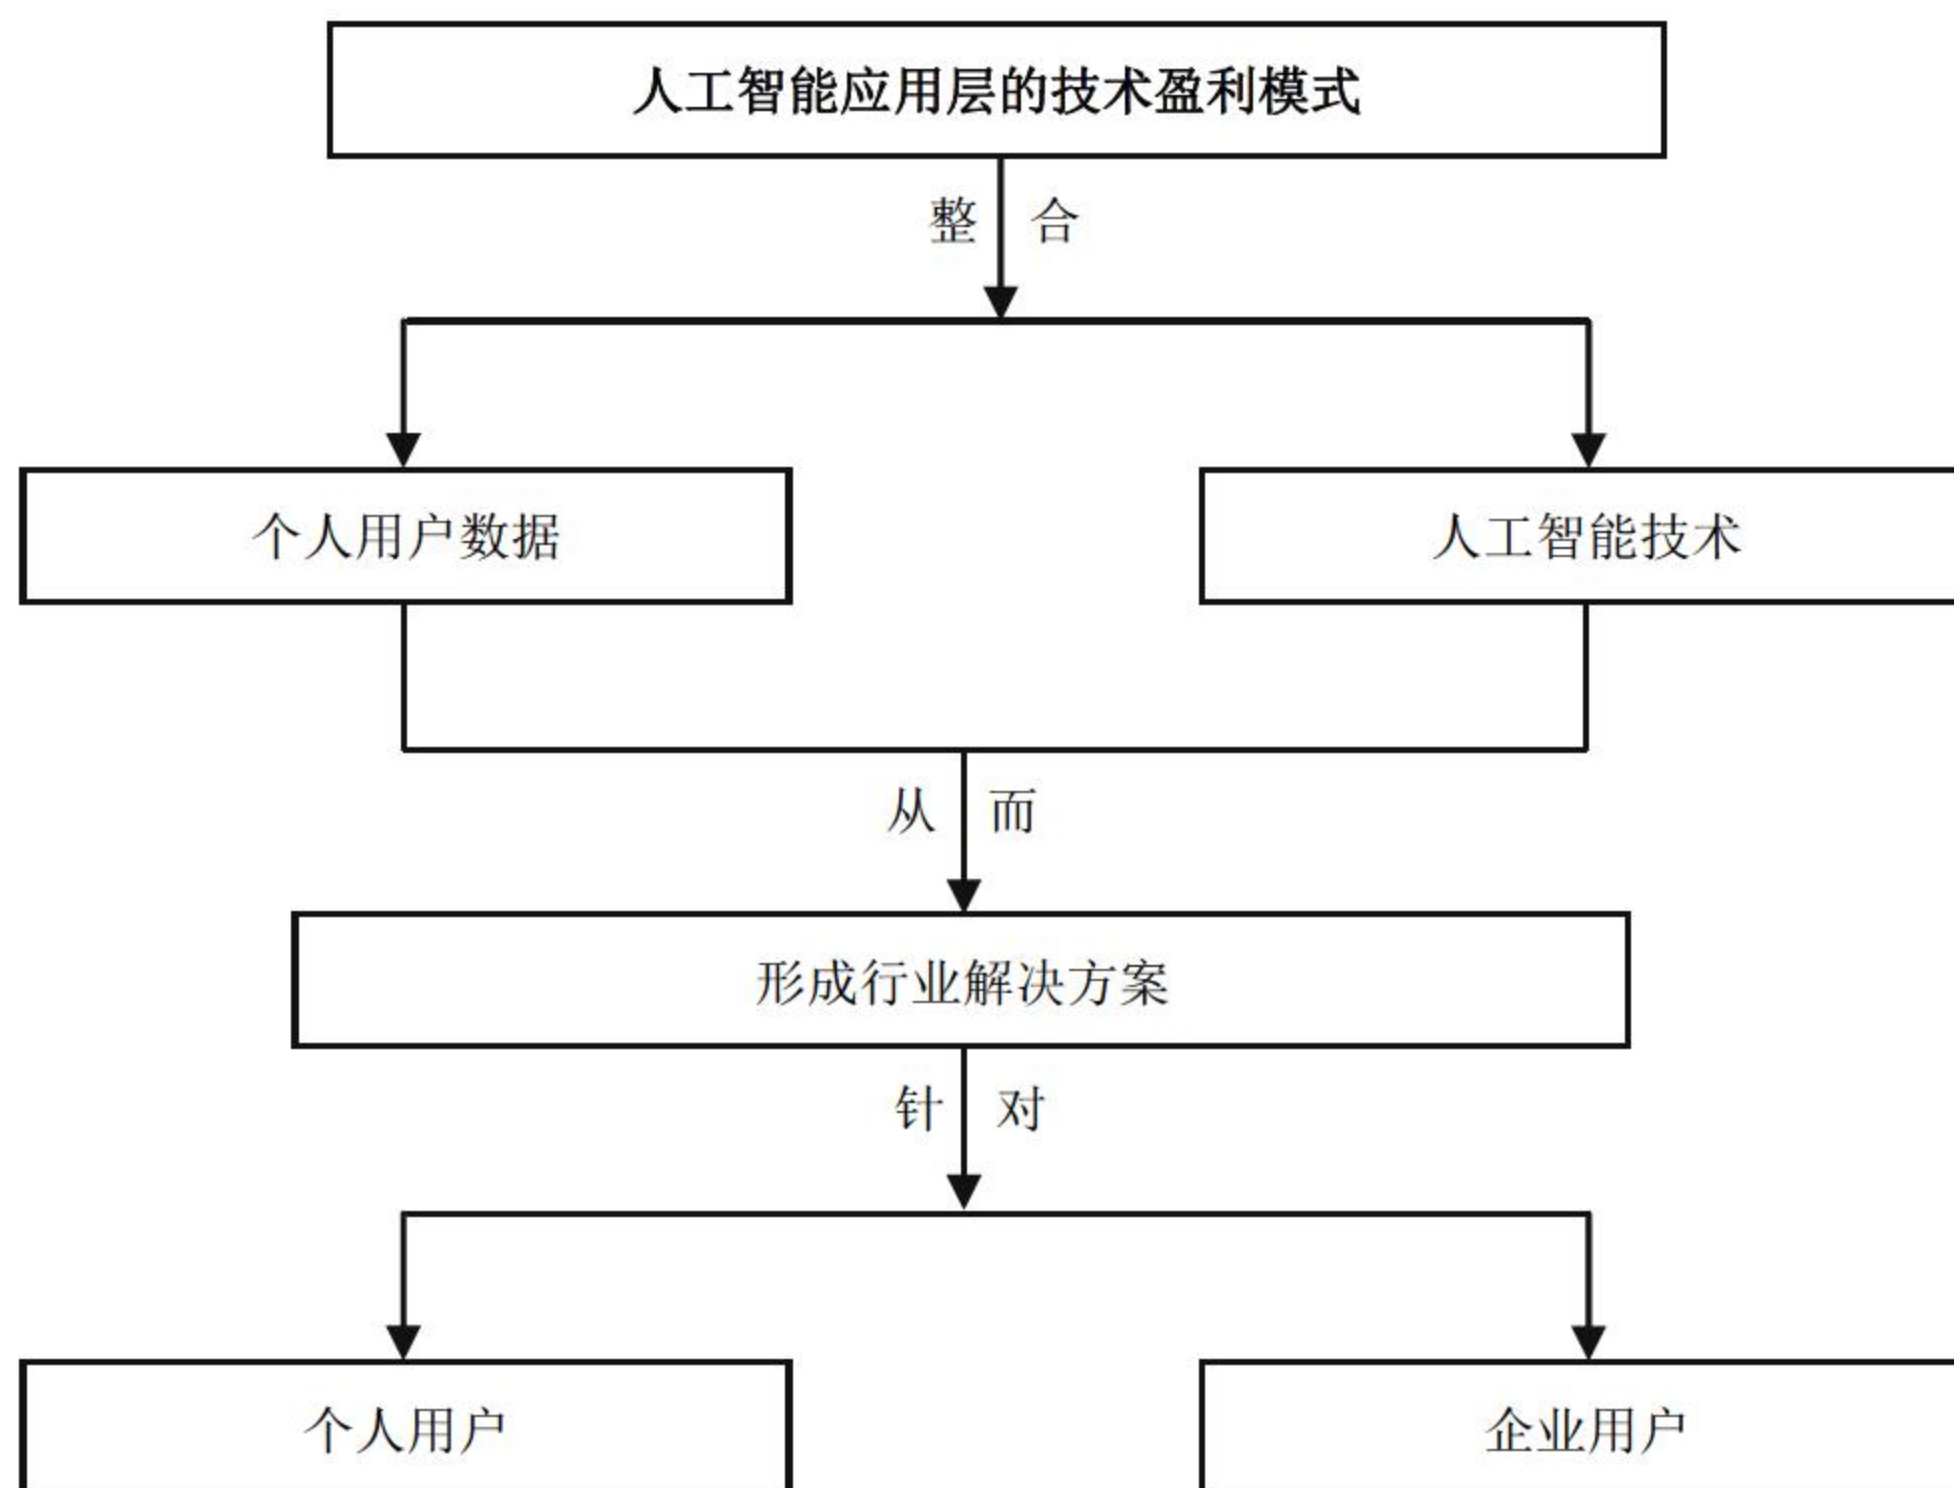 人工智能应用层的技术盈利模式
整合
个人用户数据
人工智能技术
从而
形成行业解决方案
针对
个人用户
企业用户